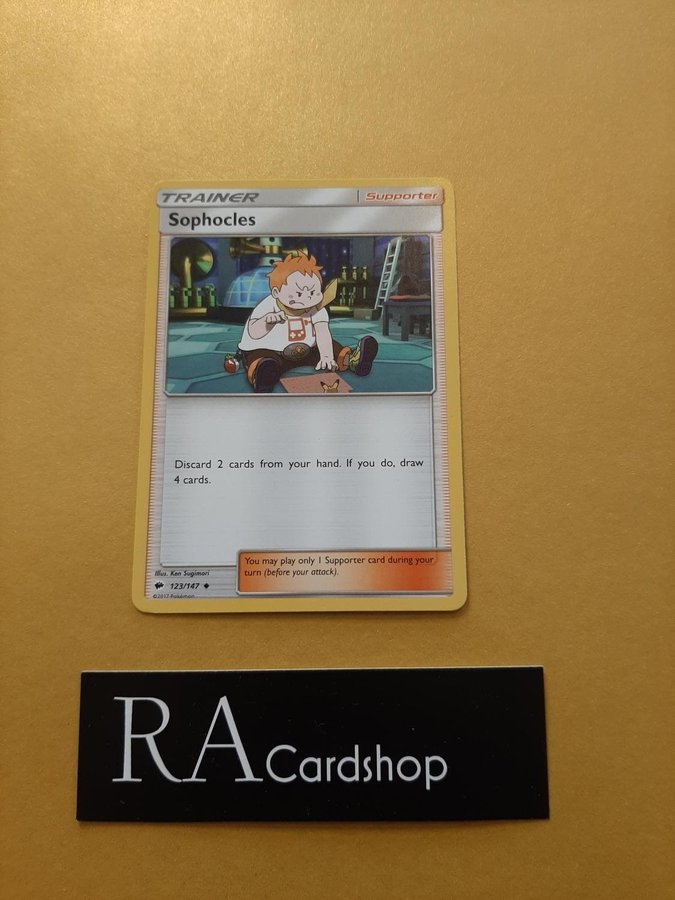 TRAINER
Supporter
Sophocles
Discard 2 cards from your hand. If you do, draw
4 cards.
You may play only 1 Supporter card during your
turn (before your attack).
Illus. Ken Sugimori
123/147
©2017 Pokémon
RA Cardshop